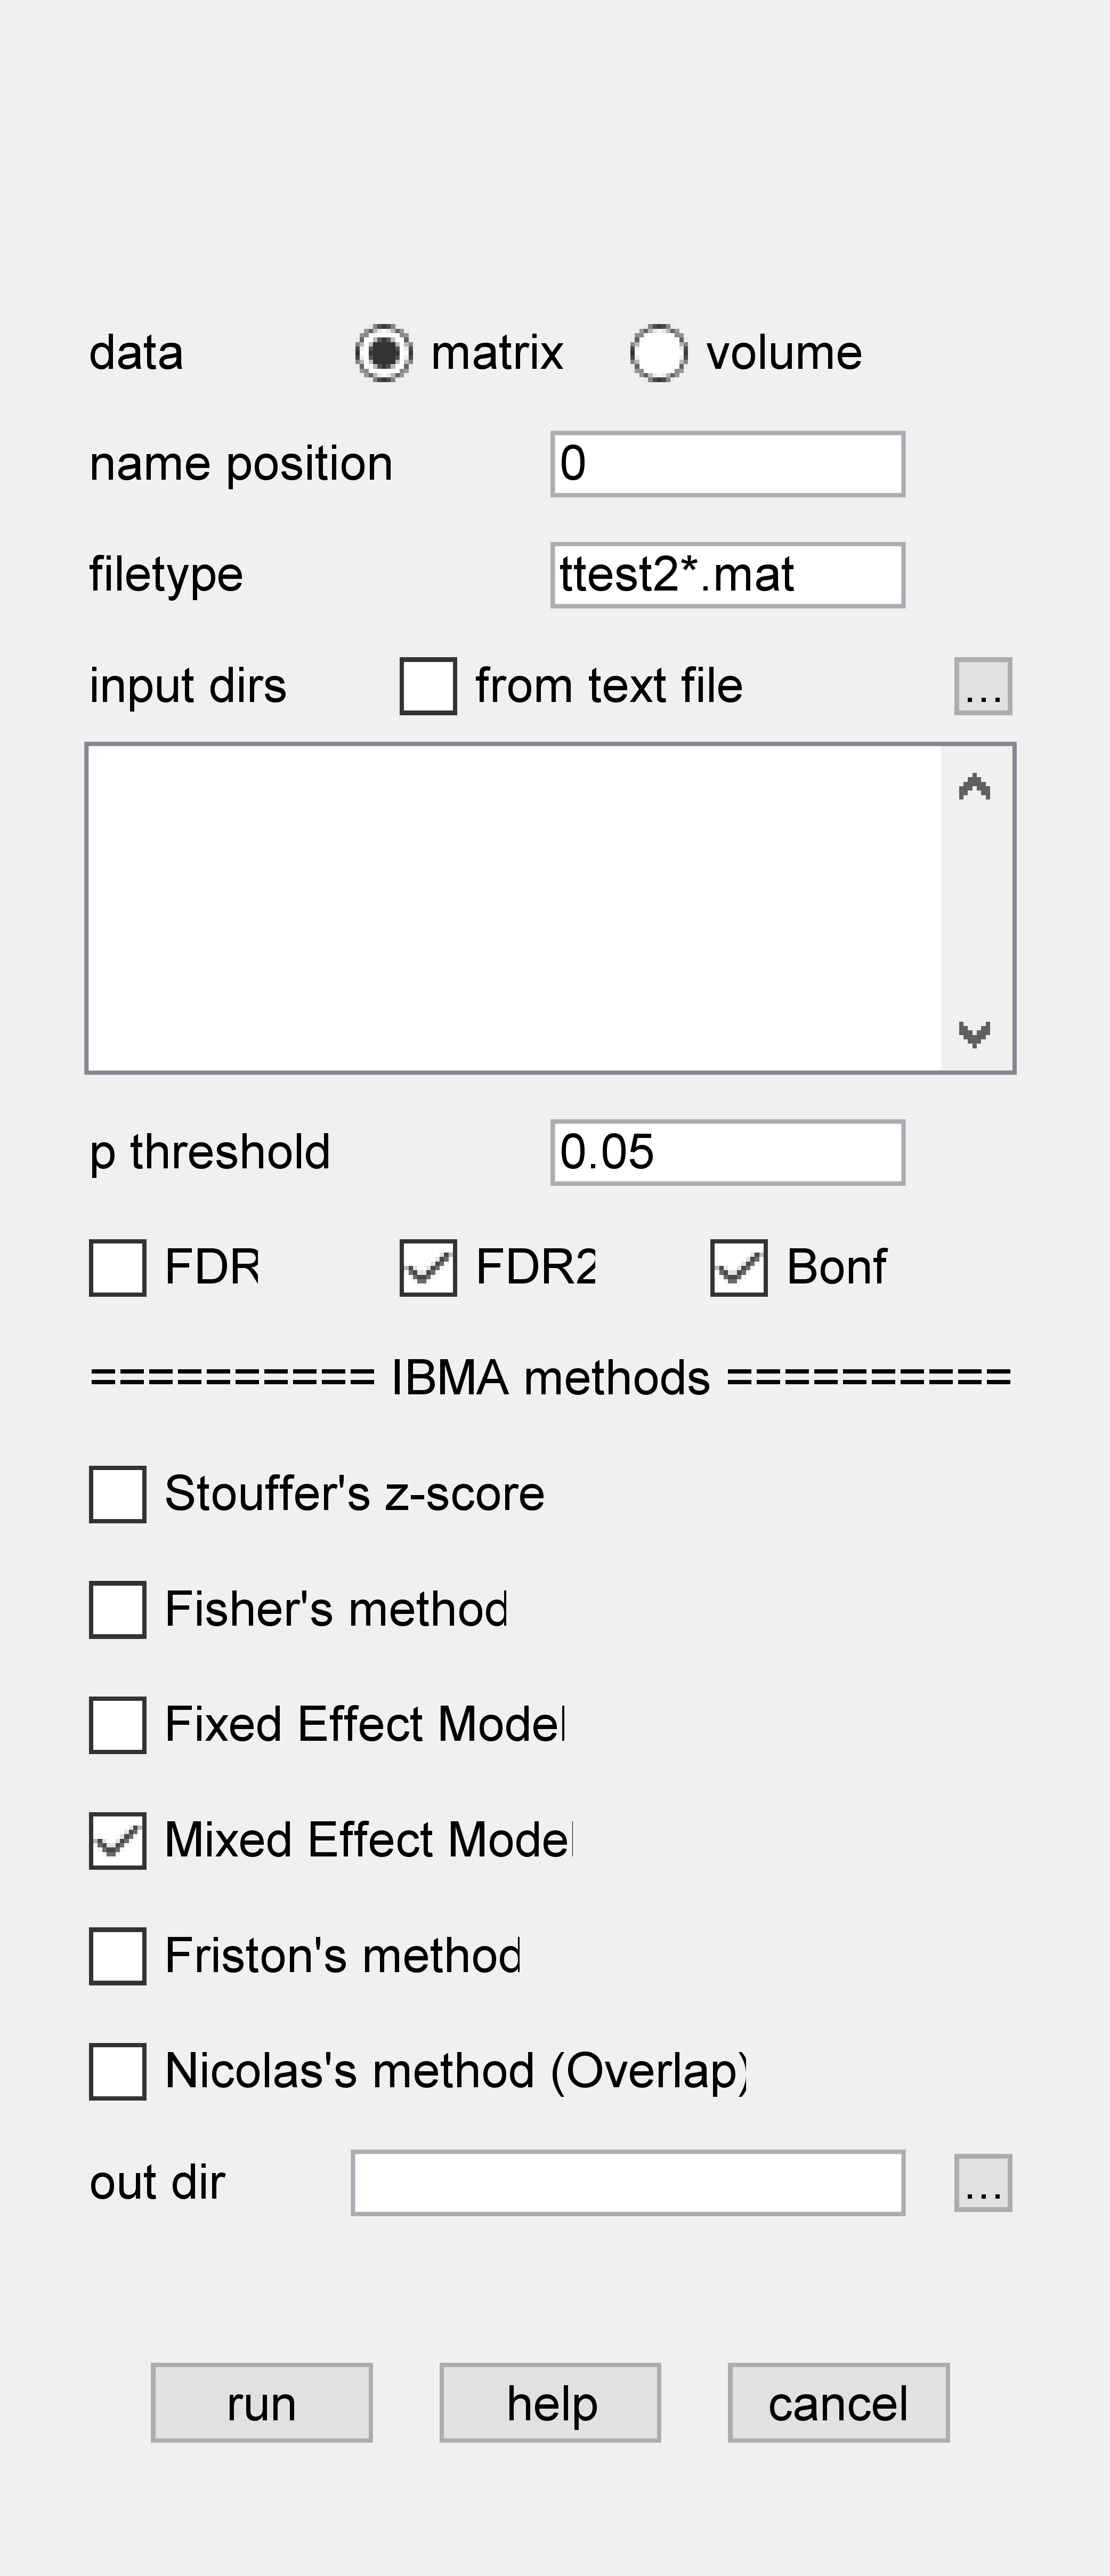 data matrix volume
name position 0
filetype ttest2*.mat
input dirs from text file ...
p threshold 0.05
FDR FDR2 Bonf
========== IBMA methods ==========
Stouffer's z-score
Fisher's method
Fixed Effect Model
Mixed Effect Model
Friston's method
Nicolas's method (Overlap)
out dir ...
run help cancel